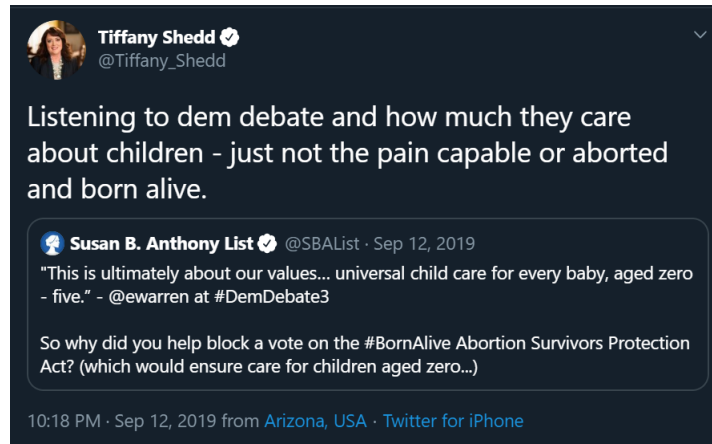 Tiffany Shedd
@Tiffany_Shedd
Listening to dem debate and how much they care
about children - just not the pain capable or aborted
and born alive.
Susan B. Anthony List @SBAList · Sep 12, 2019
"This is ultimately about our values... universal child care for every baby, aged zero
- five.” - @ewarren at #DemDebate3
So why did you help block a vote on the #BornAlive Abortion Survivors Protection
Act? (which would ensure care for children aged zero...)
10:18 PM · Sep 12, 2019 from Arizona, USA · Twitter for iPhone